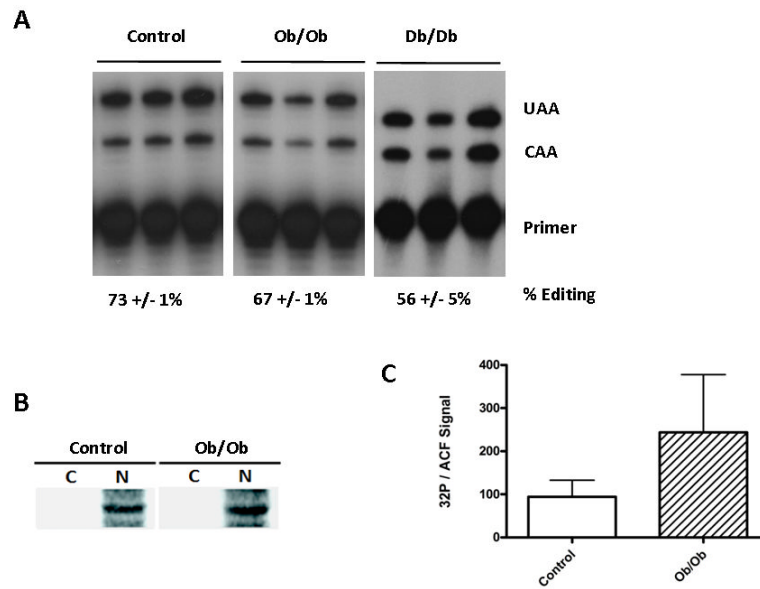 A
Control Ob/Ob Db/Db
UAA
CAA
Primer
73 +/- 1% 67 +/- 1% 56 +/- 5% % Editing
B
Control Ob/Ob
C N C N
C
32P / ACF Signal
400
300
200
100
0
Control Ob/Ob